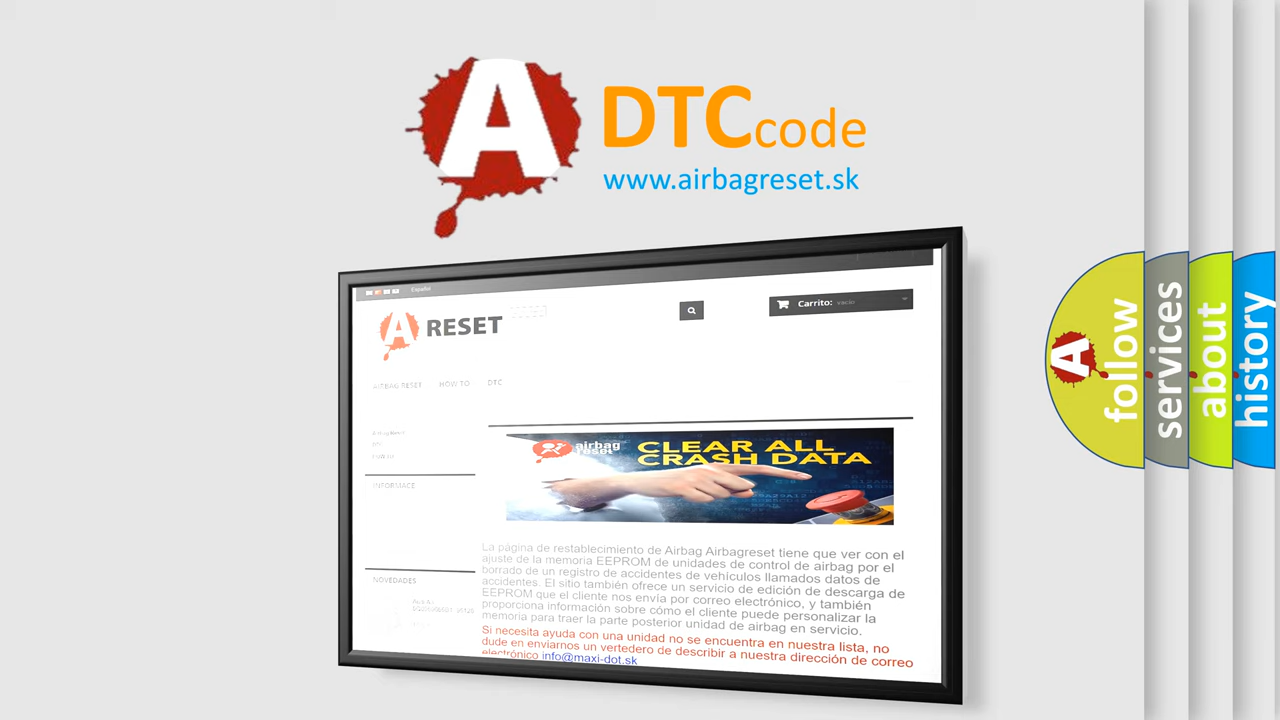 A
DTCcode
www.airbagreset.sk
Español
A RESET
Carrito: vacío
AIRBAG RESET HOW TO DTC
Airbag Reset
DTC
INFORMACE
airbag
reset
CLEAR ALL
CRASH DATA
La página de restablecimiento de Airbag Airbagreset tiene que ver con el
ajuste de la memoria EEPROM de unidades de control de airbag por el
borrado de un registro de accidentes de vehículos llamados datos de
accidentes. El sitio también ofrece un servicio de edición de descarga de
EEPROM que el cliente nos envía por correo electrónico, y también
proporciona información sobre cómo el cliente puede personalizar la
memoria para traer la parte posterior unidad de airbag en servicio.
Si necesita ayuda con una unidad no se encuentra en nuestra lista, no
dude en enviarnos un vertedero de describir a nuestra dirección de correo
electrónico info@maxi-dot.sk
NOVEDADES
A
follow
services
about
history